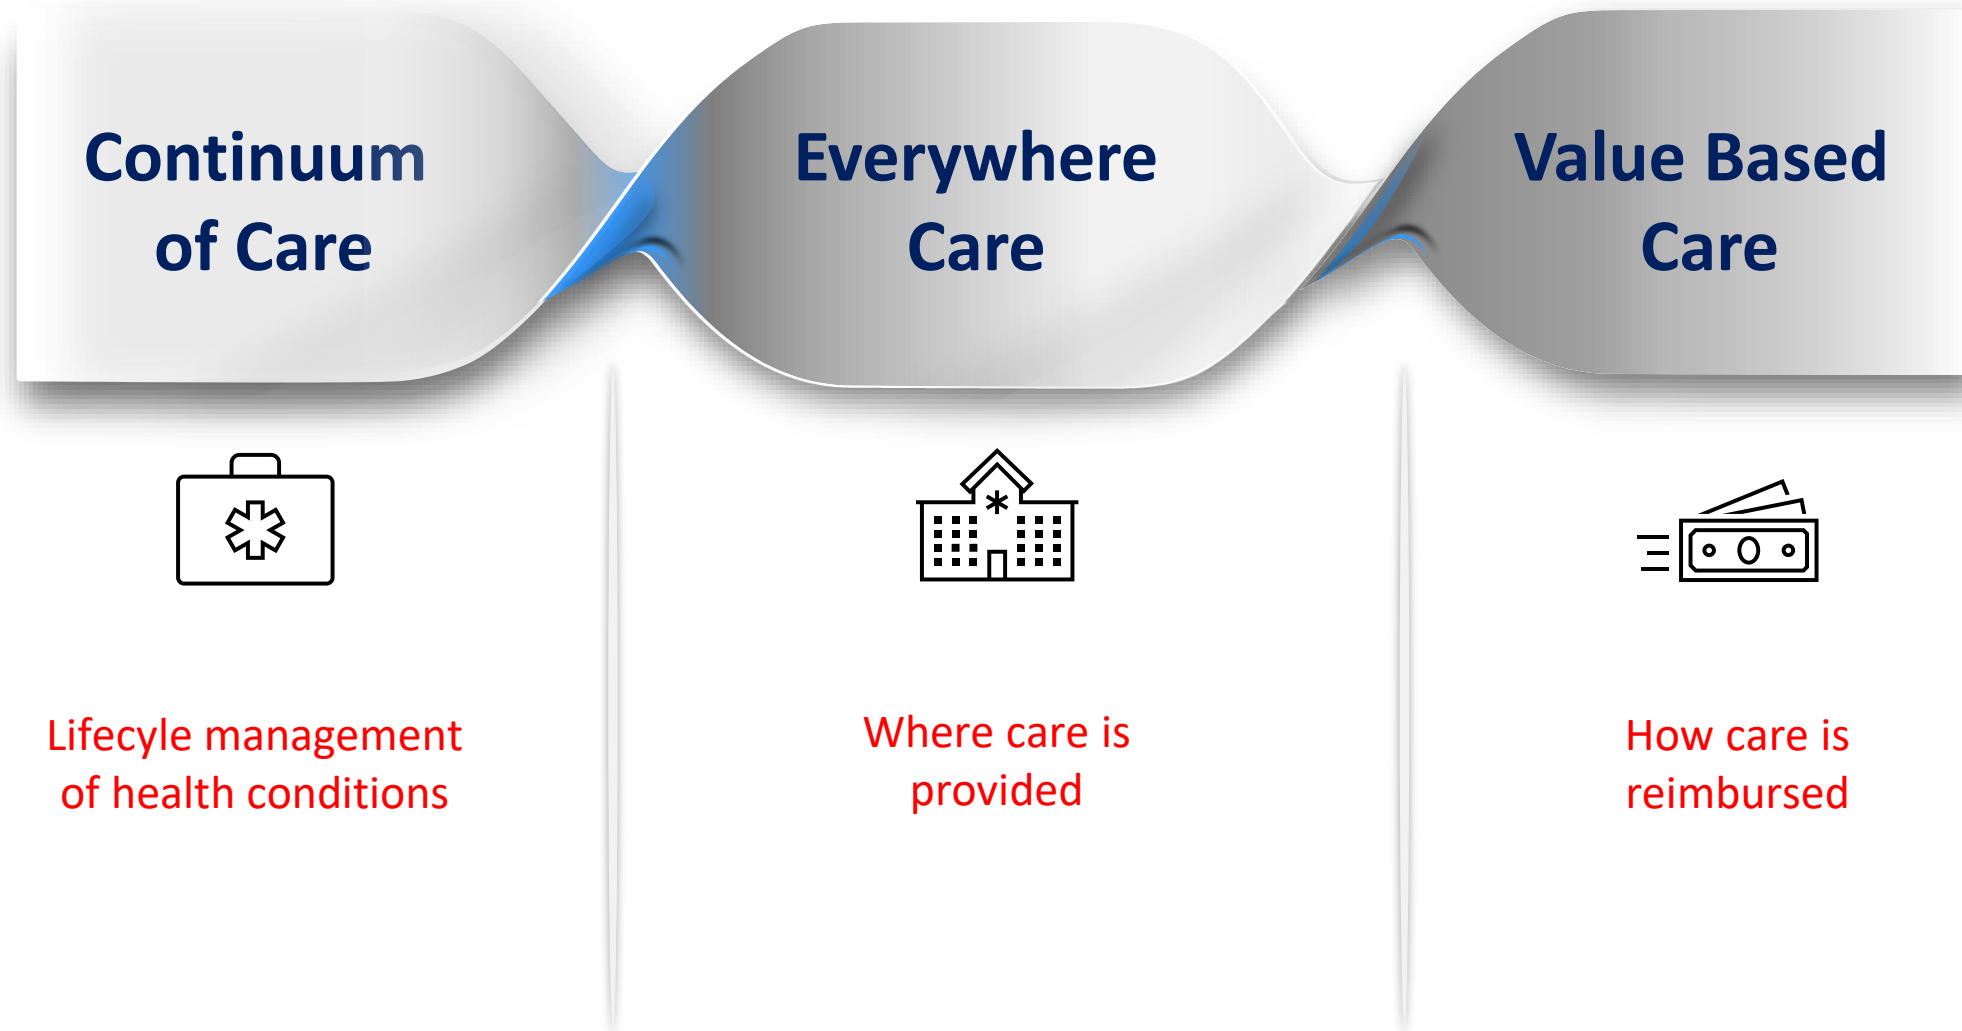 Continuum
of Care
Everywhere
Care
Value Based
Care
Lifecyle management
of health conditions
Where care is
provided
How care is
reimbursed